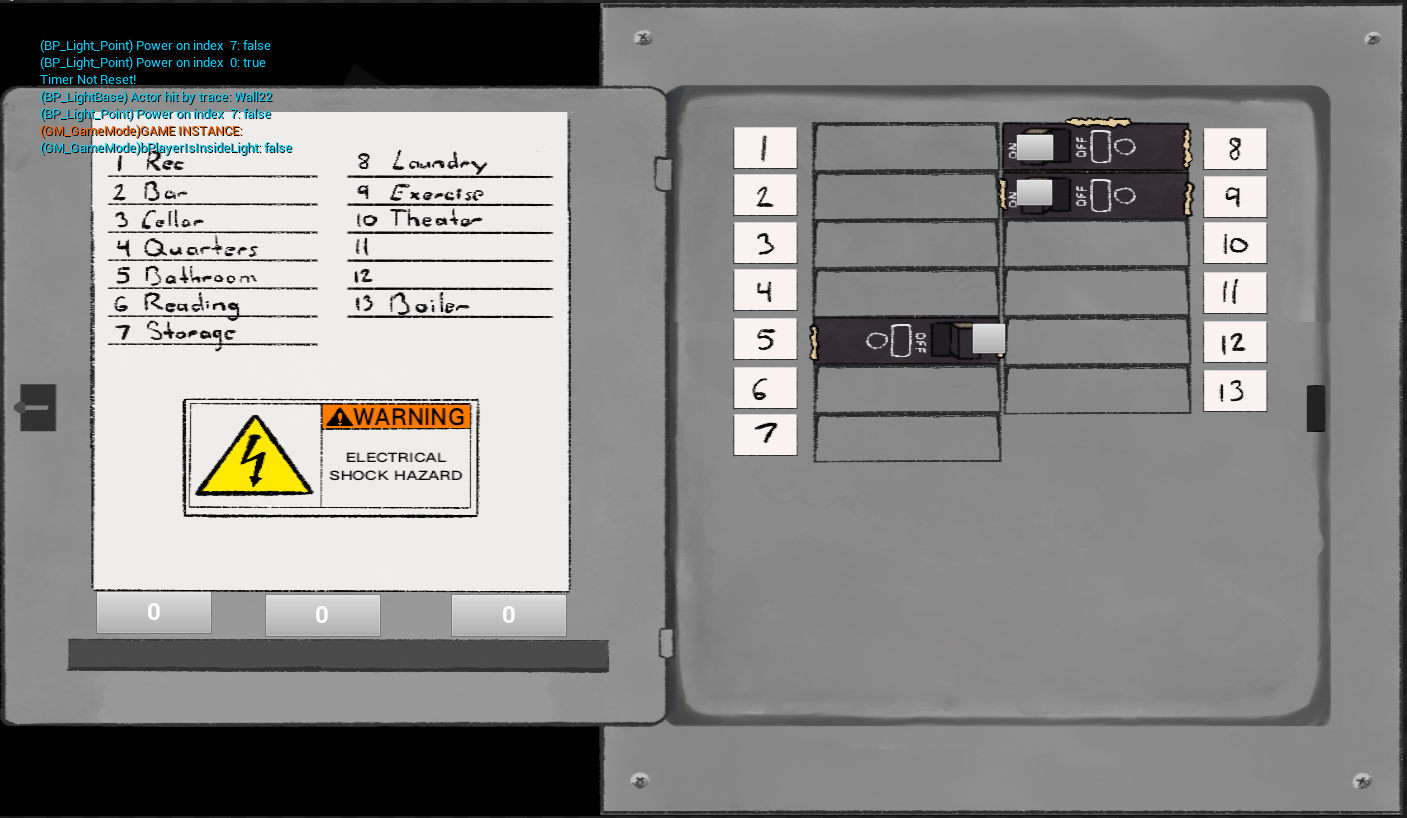 (BP_Light_Point) Power on index 7: false
(BP_Light_Point) Power on index 0: true
Timer Not Reset!
(BP_LightBase) Actor hit by trace: Wall22
(BP_Light_Point) Power on index 7: false
(GM_GameMode)GAME INSTANCE:
(GM_GameMode)bPlayerIsInsideLight: false
1 Rec
2 Bar
3 Cellar
4 Quarters
5 Bathroom
6 Reading
7 Storage
8 Laundry
9 Exercise
10 Theater
11
12
13 Boiler
WARNING
ELECTRICAL
SHOCK HAZARD
0 0 0
1
2
3
4
5
6
7
ON OFF
ON OFF
OFF
8
9
10
11
12
13